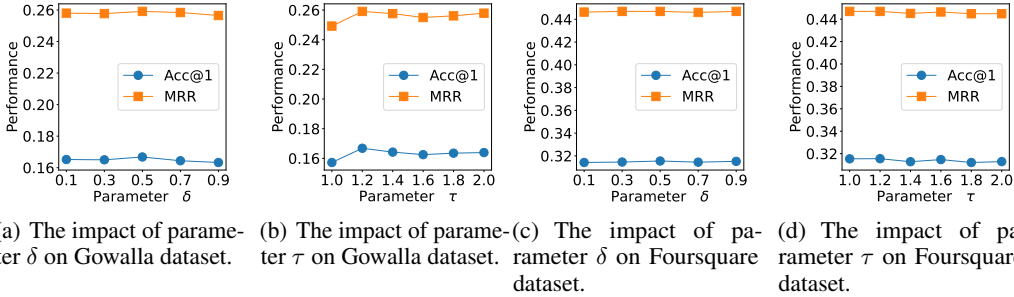 0.26
0.24
0.22
0.20
0.18
0.16
Performance
Acc@1
MRR
0.1 0.3 0.5 0.7 0.9
Parameter δ
0.26
0.24
0.22
0.20
0.18
0.16
Performance
Acc@1
MRR
1.0 1.2 1.4 1.6 1.8 2.0
Parameter τ
0.44
0.42
0.40
0.38
0.36
0.34
0.32
Performance
Acc@1
MRR
0.1 0.3 0.5 0.7 0.9
Parameter δ
0.44
0.42
0.40
0.38
0.36
0.34
0.32
Performance
Acc@1
MRR
1.0 1.2 1.4 1.6 1.8 2.0
Parameter τ
a) The impact of parame-
ter δ on Gowalla dataset.
(b) The impact of parame-
ter τ on Gowalla dataset.
(c) The impact of pa-
rameter δ on Foursquare
dataset.
(d) The impact of pa
rameter τ on Foursquare
dataset.